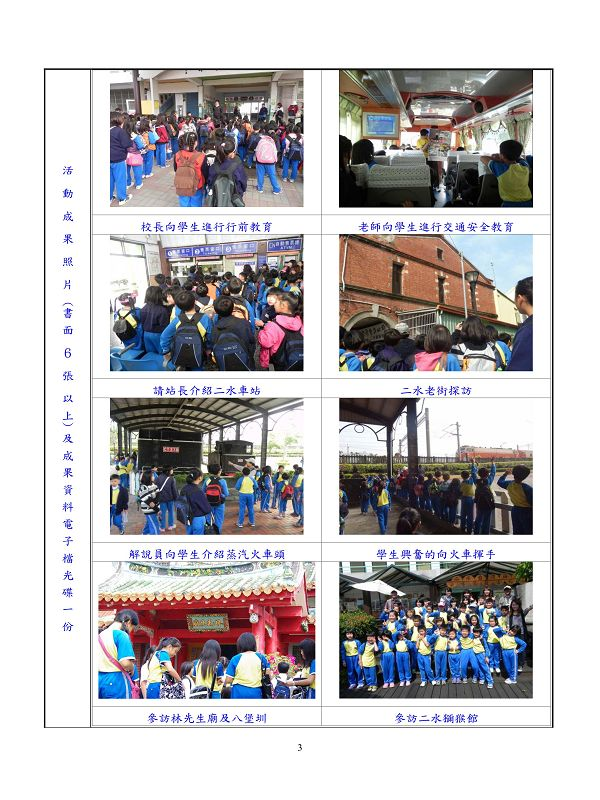 活動成果照片(書面6張以上)及成果資料電子檔光碟一份
校長向學生進行行前教育
老師向學生進行交通安全教育
請站長介紹二水車站
二水老街探訪
解說員向學生介紹蒸汽火車頭
學生興奮的向火車揮手
參訪林先生廟及八堡圳
參訪二水獼猴館
3